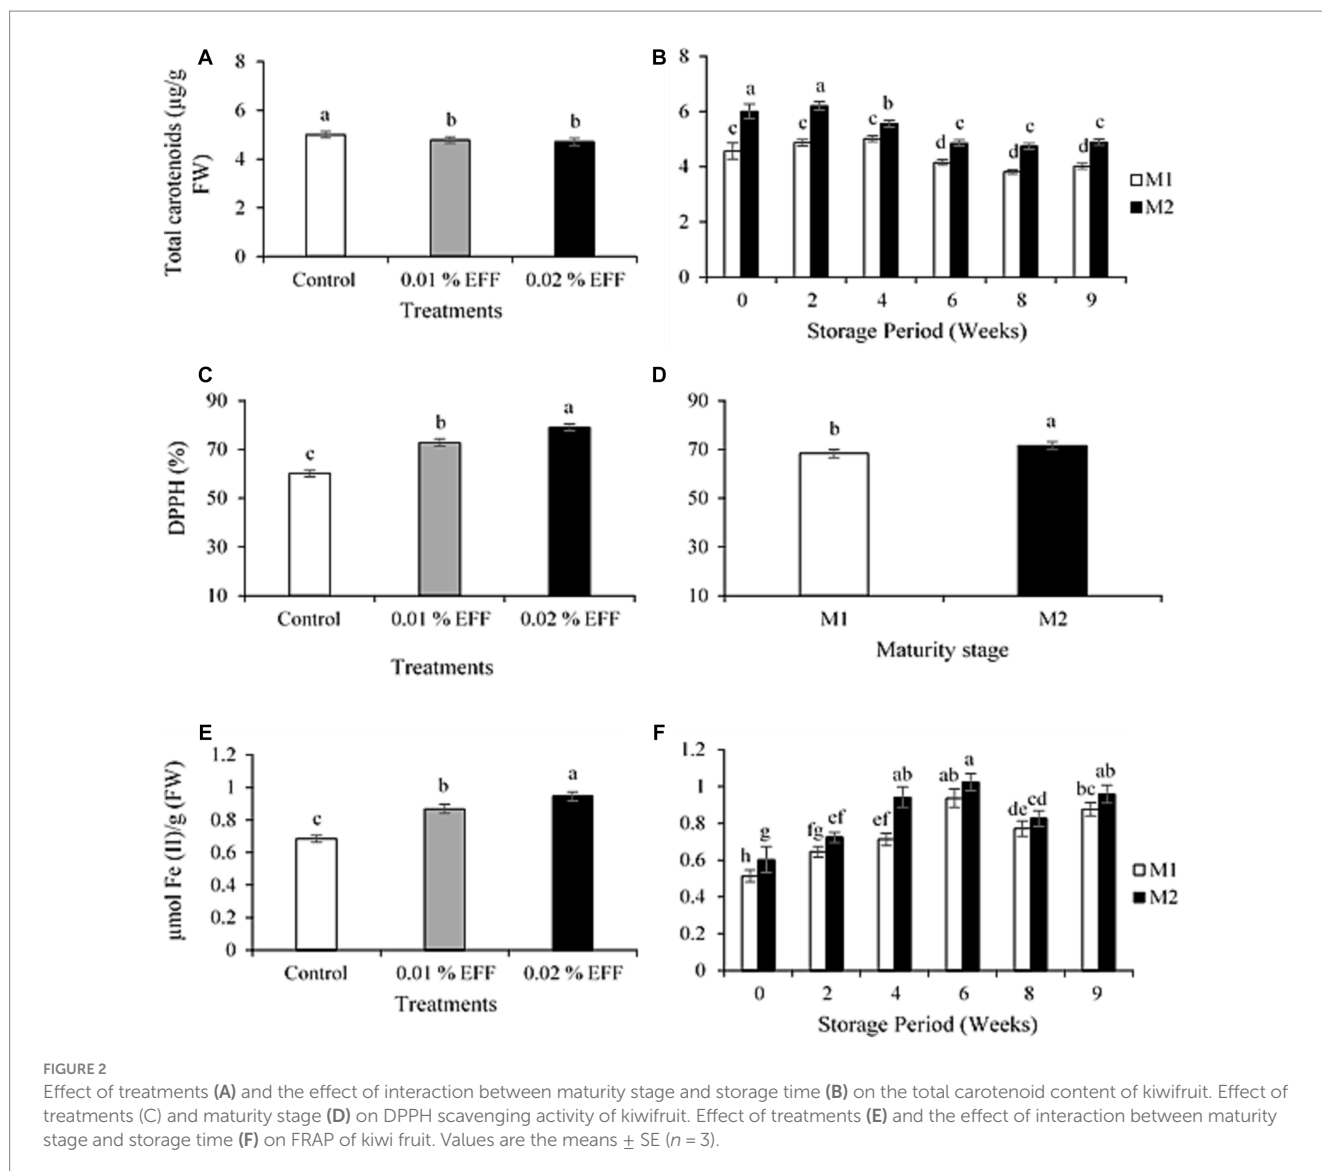 A
Total carotenoids (µg/g
FW)
8
6
4
2
0
a
b
b
Control
0.01 % EFF
0.02 % EFF
Treatments
B
8
6
4
2
0
c
a
c
a
c
b
d
c
d
c
d
c
0
2
4
6
8
9
Storage Period (Weeks)
M1
M2
C
DPPH (%)
90
70
50
30
10
c
b
a
Control
0.01 % EFF
0.02 % EFF
Treatments
D
90
70
50
30
10
b
a
M1
M2
Maturity stage
E
µmol Fe (II)/g (FW)
1.2
1
0.8
0.6
0.4
0.2
0
c
b
a
Control
0.01 % EFF
0.02 % EFF
Treatments
F
1.2
1
0.8
0.6
0.4
0.2
0
h
g
fg
ef
ef
ab
ab
a
de
cd
bc
ab
0
2
4
6
8
9
Storage Period (Weeks)
M1
M2
FIGURE 2
Effect of treatments (A) and the effect of interaction between maturity stage and storage time (B) on the total carotenoid content of kiwifruit. Effect of
treatments (C) and maturity stage (D) on DPPH scavenging activity of kiwifruit. Effect of treatments (E) and the effect of interaction between maturity
stage and storage time (F) on FRAP of kiwi fruit. Values are the means ± SE (n = 3).